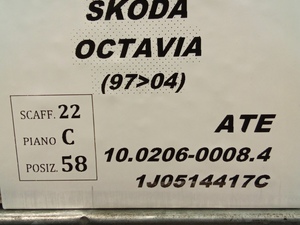 SKODA
OCTAVIA
(97>04)
SCAFF. 22
PIANO C
POSIZ. 58
ATE
10.0206-0008.4
1J0514417C